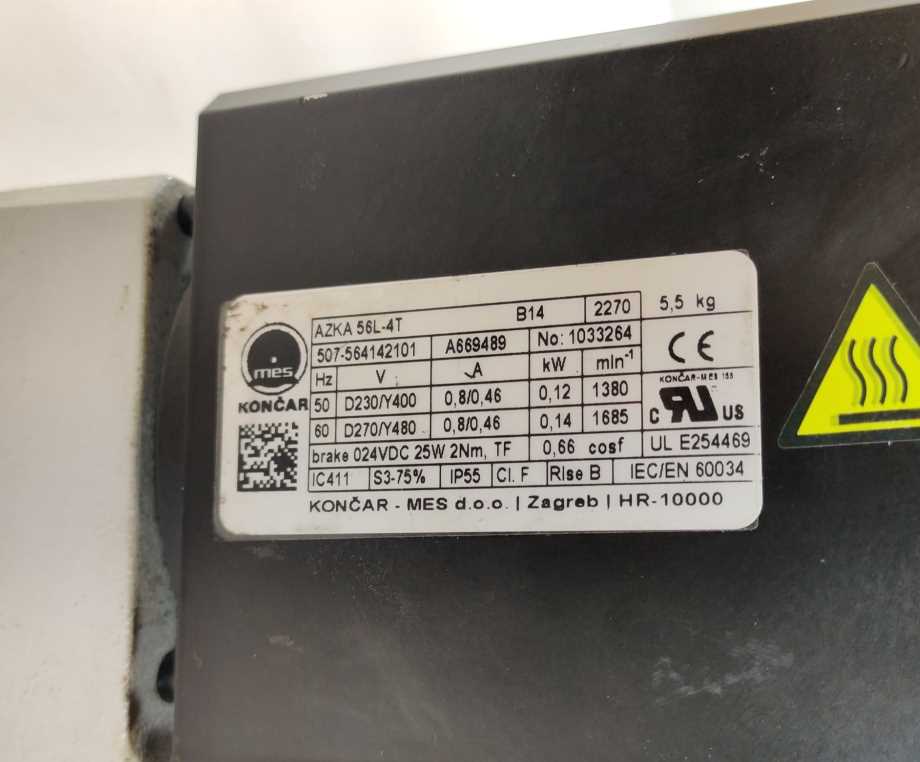 AZKA 56L-4T B14 2270 5,5 kg
507-564142101 A669489 No: 1033264
mes
KONČAR
Hz V A kW min⁻¹
50 D230/Y400 0,8/0,46 0,12 1380
60 D270/Y480 0,8/0,46 0,14 1685
brake 024VDC 25W 2Nm, TF 0,66 cosf
CE
KONČAR-MES 155
C RU US
UL E254469
IC411 S3-75% IP55 Cl. F Rise B IEC/EN 60034
KONČAR - MES d.o.o. | Zagreb | HR-10000